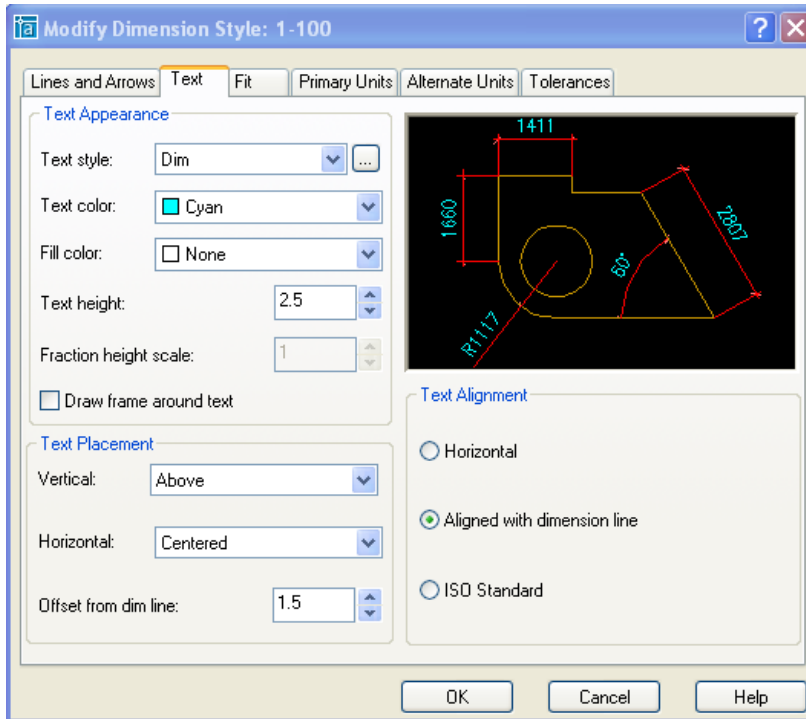 Modify Dimension Style: 1-100
Lines and Arrows Text Fit Primary Units Alternate Units Tolerances
Text Appearance
Text style: Dim ...
Text color: Cyan
Fill color: None
Text height: 2.5
Fraction height scale: 1
Draw frame around text
Text Placement
Vertical: Above
Horizontal: Centered
Offset from dim line: 1.5
1411
1660
2807
60°
R1117
Text Alignment
Horizontal
Aligned with dimension line
ISO Standard
OK Cancel Help